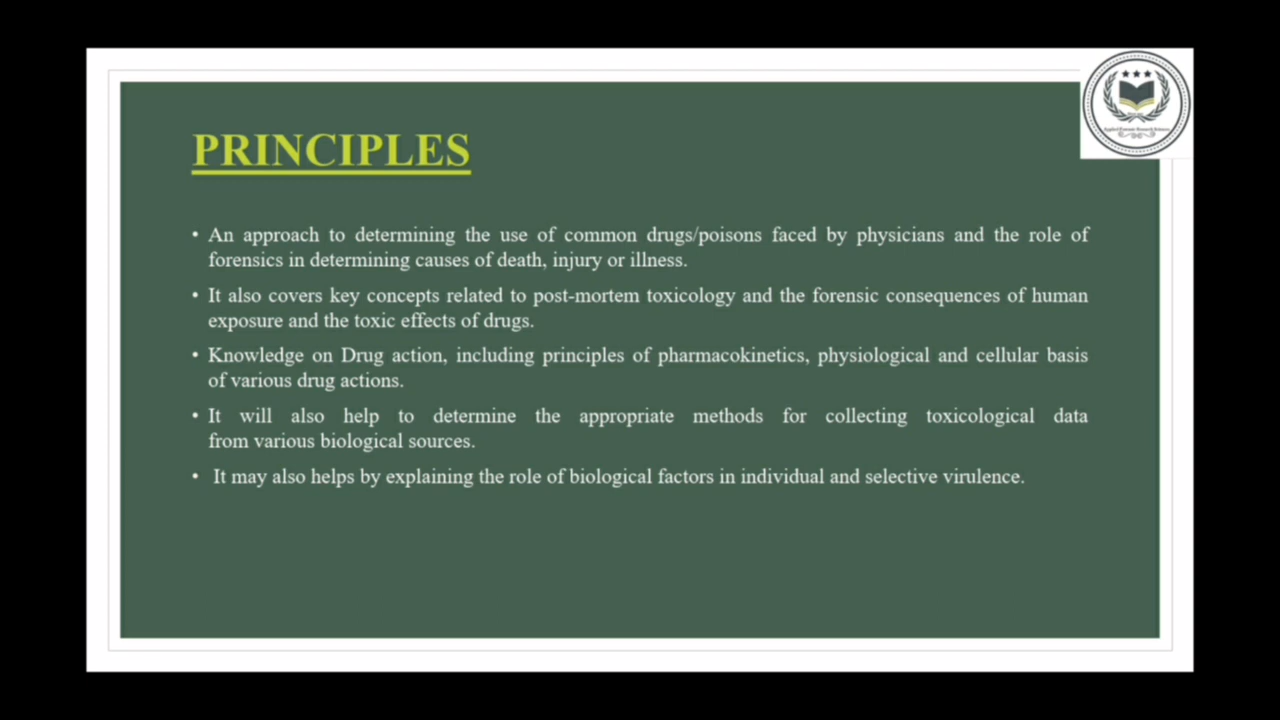 PRINCIPLES
• An approach to determining the use of common drugs/poisons faced by physicians and the role of
forensics in determining causes of death, injury or illness.
• It also covers key concepts related to post-mortem toxicology and the forensic consequences of human
exposure and the toxic effects of drugs.
• Knowledge on Drug action, including principles of pharmacokinetics, physiological and cellular basis
of various drug actions.
• It will also help to determine the appropriate methods for collecting toxicological data
from various biological sources.
• It may also helps by explaining the role of biological factors in individual and selective virulence.
Applied Forensic Research Sciences